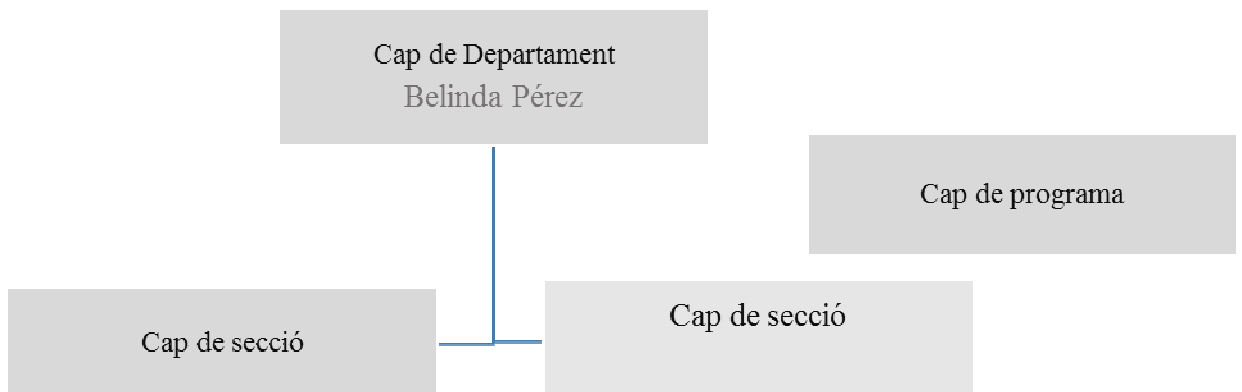 Cap de Departament
Belinda Pérez
Cap de programa
Cap de secció
Cap de secció